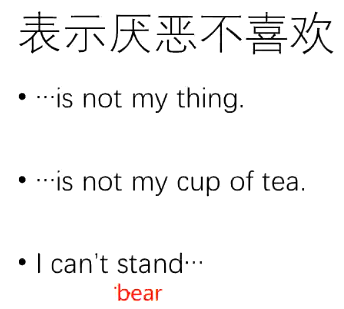 表示厌恶不喜欢
• …is not my thing.
• …is not my cup of tea.
• I can't stand…
bear